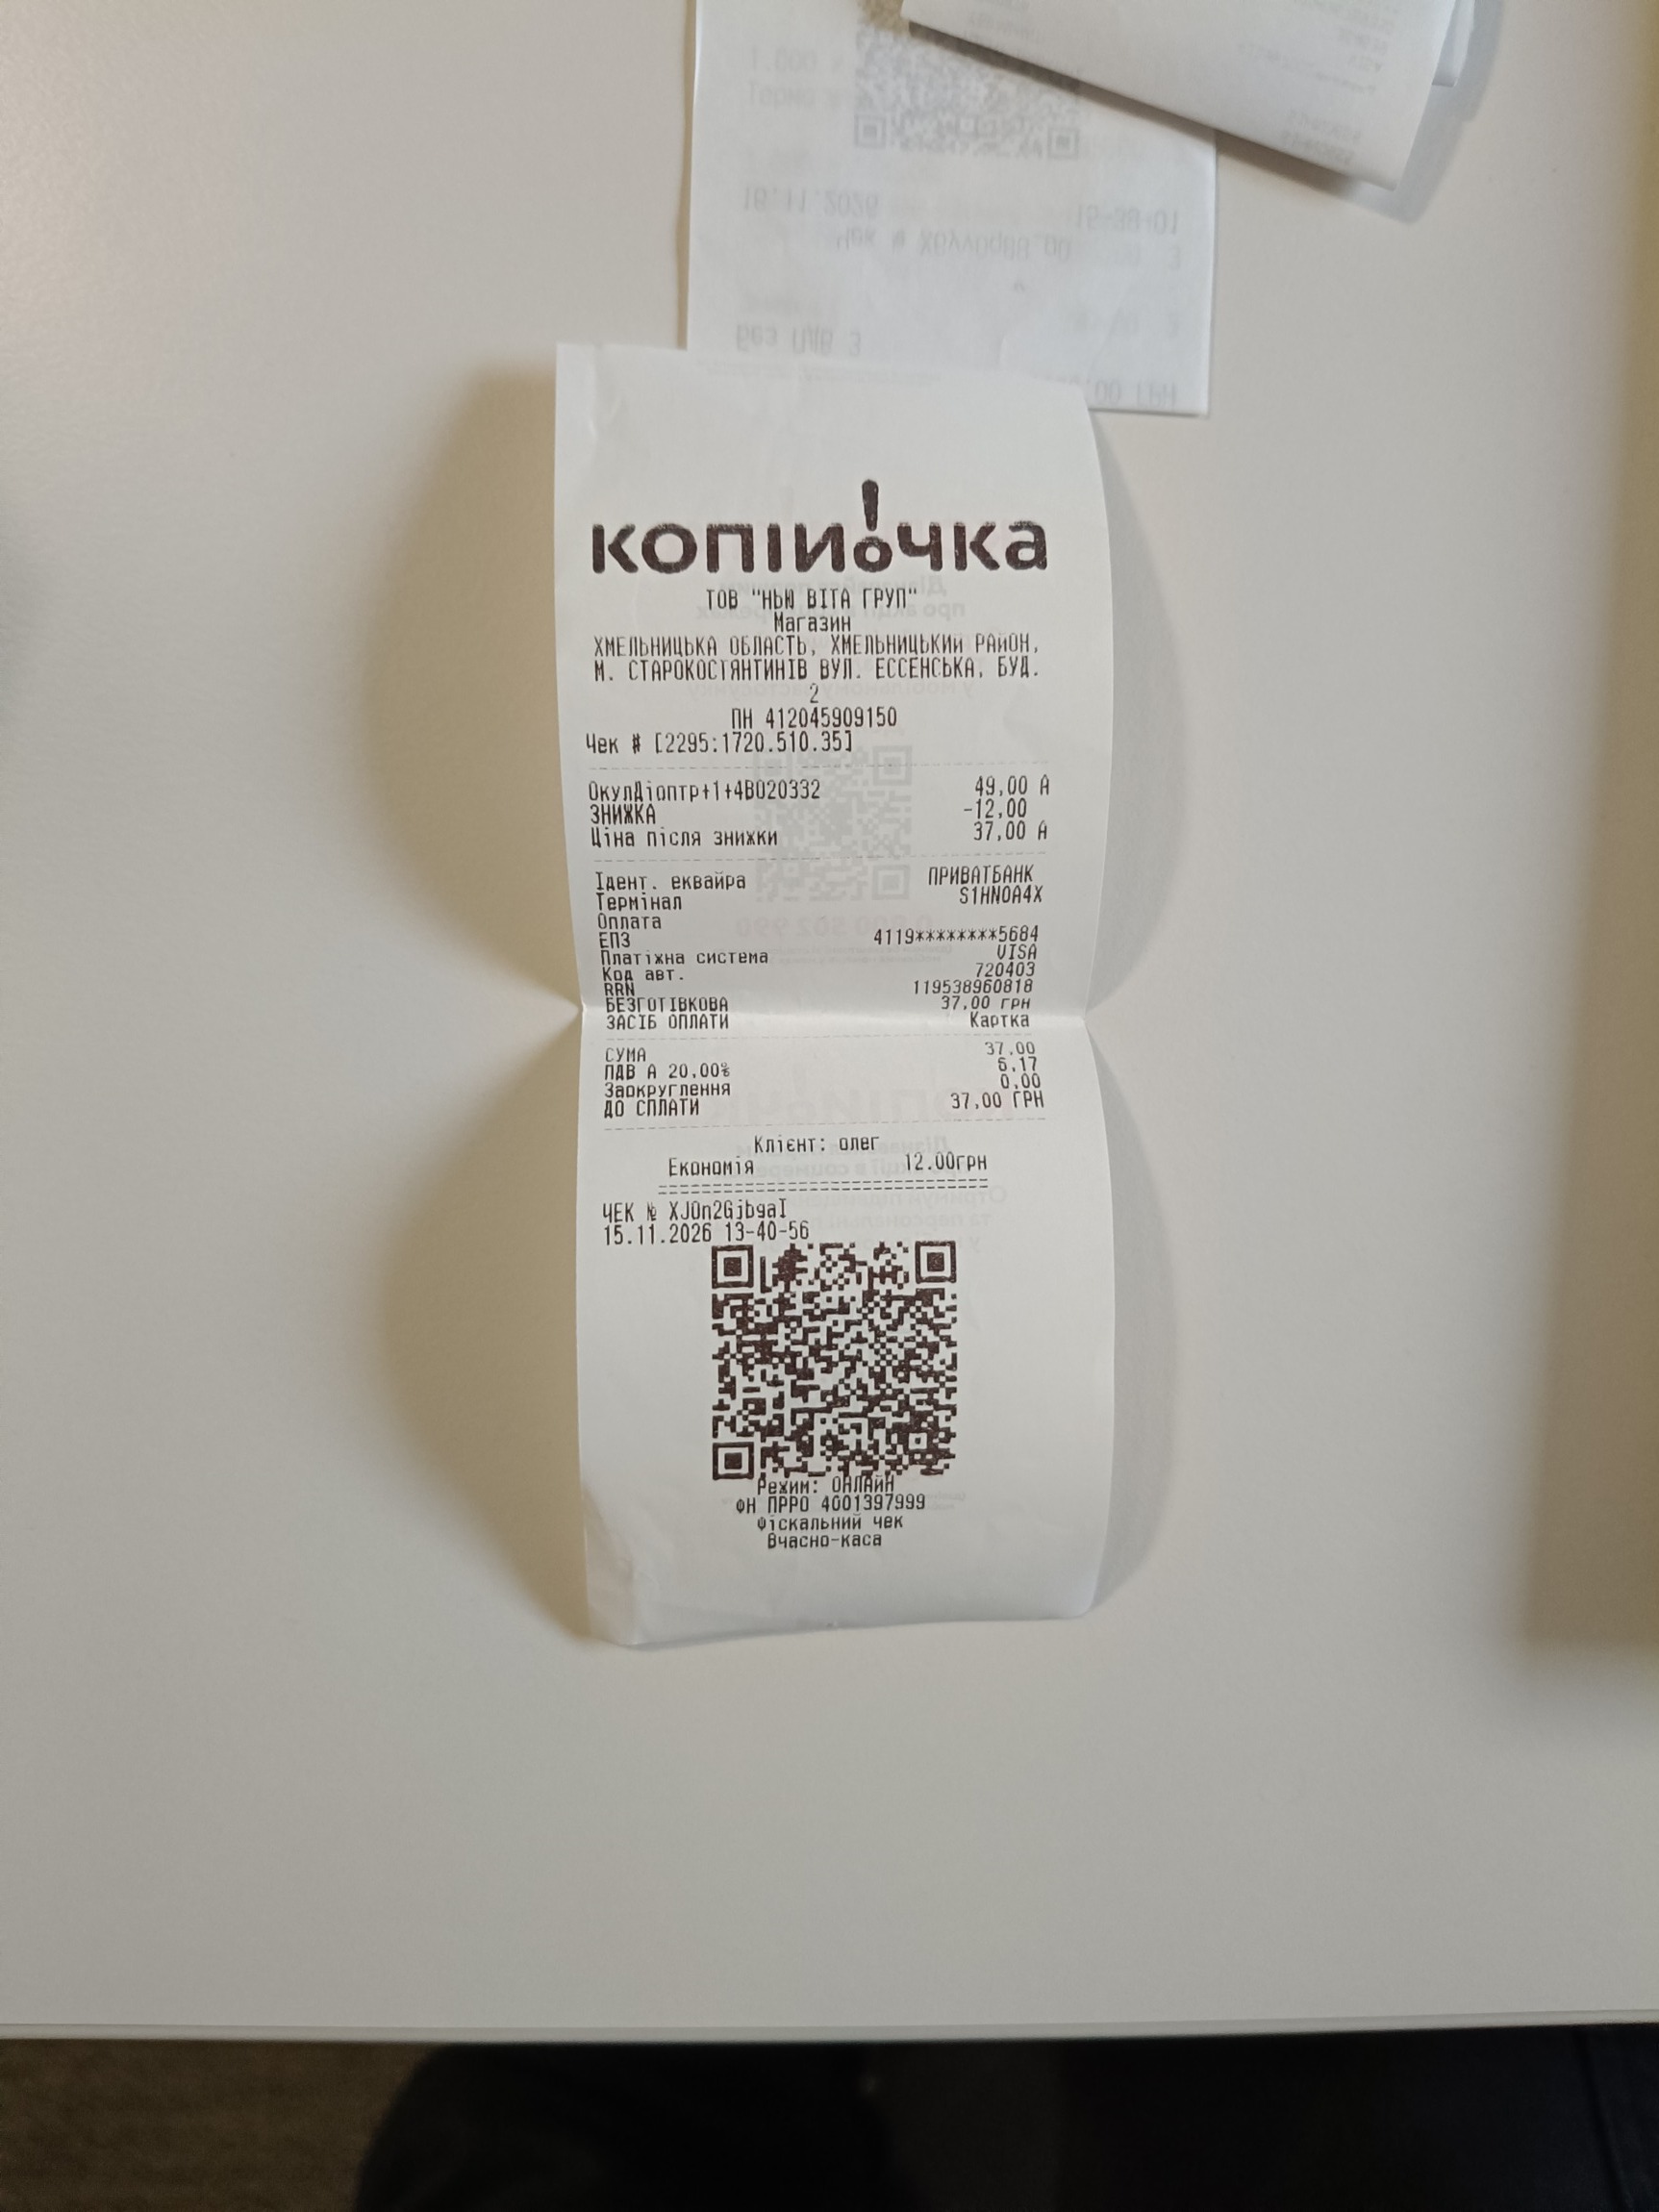 копійочка
ТОВ "НЬЮ ВІТА ГРУП"
Магазин
ХМЕЛЬНИЦЬКА ОБЛАСТЬ, ХМЕЛЬНИЦЬКИЙ РАЙОН,
М. СТАРОКОСТЯНТИНІВ ВУЛ. ЕССЕНСЬКА, БУД.
2
ПН 412045909150
Чек # [2295:1720.510.35]
ОкулДіоптр+1+4В020332 49,00 А
ЗНИЖКА -12,00
Ціна після знижки 37,00 А
Ідент. еквайра ПРИВАТБАНК
Термінал S1HN0A4X
Оплата
ЕПЗ 4119********5684
Платіжна система VISA
Код авт. 720403
RRN 119538960818
БЕЗГОТІВКОВА 37,00 ГРН
ЗАСІБ ОПЛАТИ Картка
СУМА 37,00
ПДВ А 20,00% 6,17
Заокруглення 0,00
ДО СПЛАТИ 37,00 ГРН
Клієнт: олег
Економія 12.00грн
ЧЕК № XJ0n2GjbgaI
15.11.2026 13-40-56
Режим: ОНЛАЙН
ФН ПРРО 4001397999
Фіскальний чек
Вчасно-каса